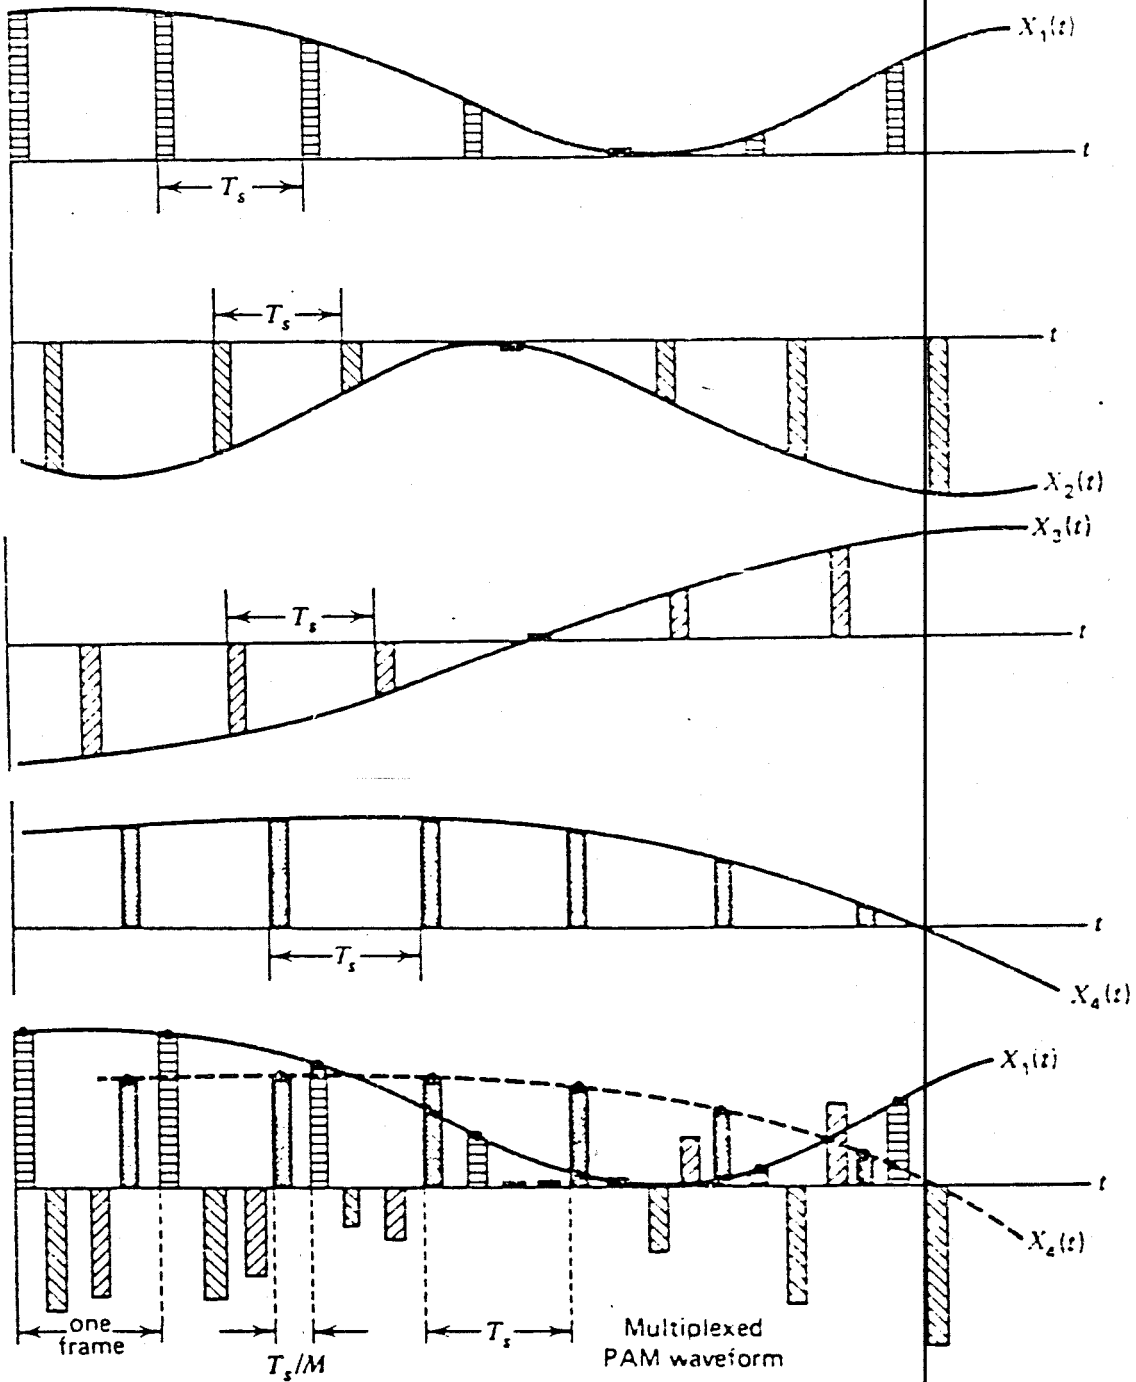 X₁(t)
t
Tₛ
Tₛ
t
X₂(t)
X₃(t)
Tₛ
t
t
Tₛ
X₄(t)
X₁(t)
t
X₄(t)
one
frame
Tₛ/M
Tₛ
Multiplexed
PAM waveform